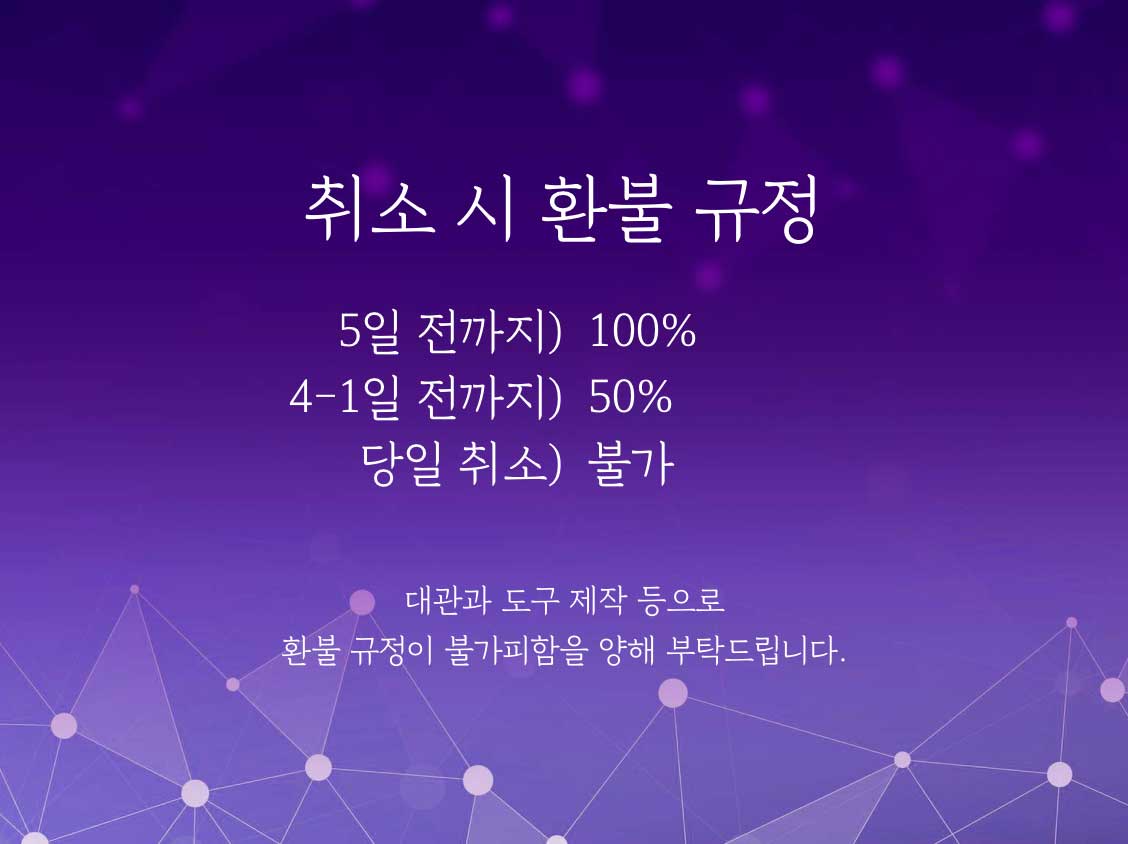 취소 시 환불 규정
5일 전까지) 100%
4-1일 전까지) 50%
당일 취소) 불가
대관과 도구 제작 등으로
환불 규정이 불가피함을 양해 부탁드립니다.